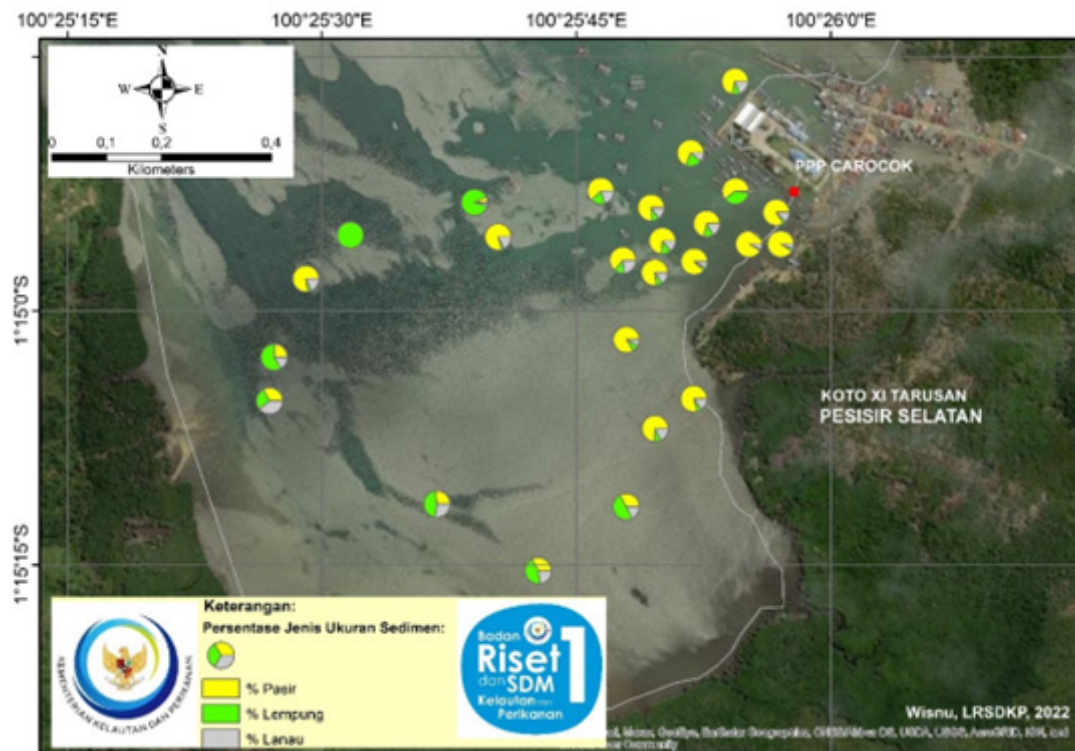 100°25'15"E 100°25'30"E 100°25'45"E 100°26'0"E
N
W E
S
0 0,1 0,2 0,4
Kilometers
PPP CAROCOK
1°15'0"S
KOTO XI TARUSAN
PESISIR SELATAN
1°15'15"S
Keterangan:
Persentase Jenis Ukuran Sedimen:
% Pasir
% Lempung
% Lanau
KEMENTERIAN KELAUTAN DAN PERIKANAN
Badan
Riset
dan SDM
1
Kelautan dan
Perikanan
Wisnu, LRSDKP, 2022
Community